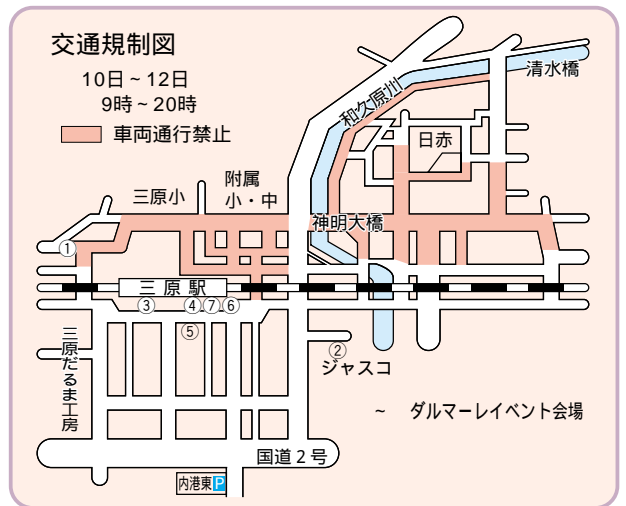 交通規制図
10日～12日
9時～20時
車両通行禁止
清水橋
和久原川
日赤
附属
小・中
三原小
神明大橋
①
三原駅
③
④⑦⑥
⑤
②
ジャスコ
三原だるま工房
～ ダルマーレイベント会場
国道2号
内港東P